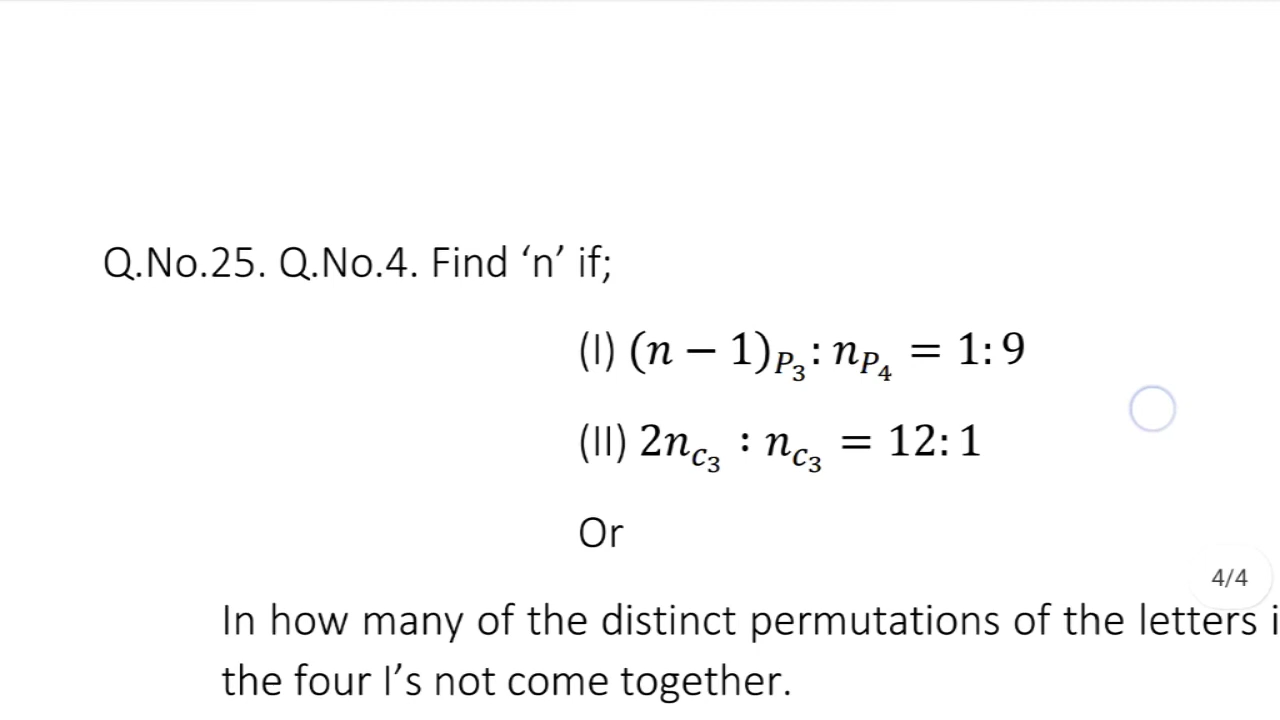 Q.No.25. Q.No.4. Find ‘n’ if;
(I) (n − 1)P₃ : nP₄ = 1: 9
(II) 2nC₃ : nC₃ = 12: 1
Or
4/4
In how many of the distinct permutations of the letters i
the four I’s not come together.